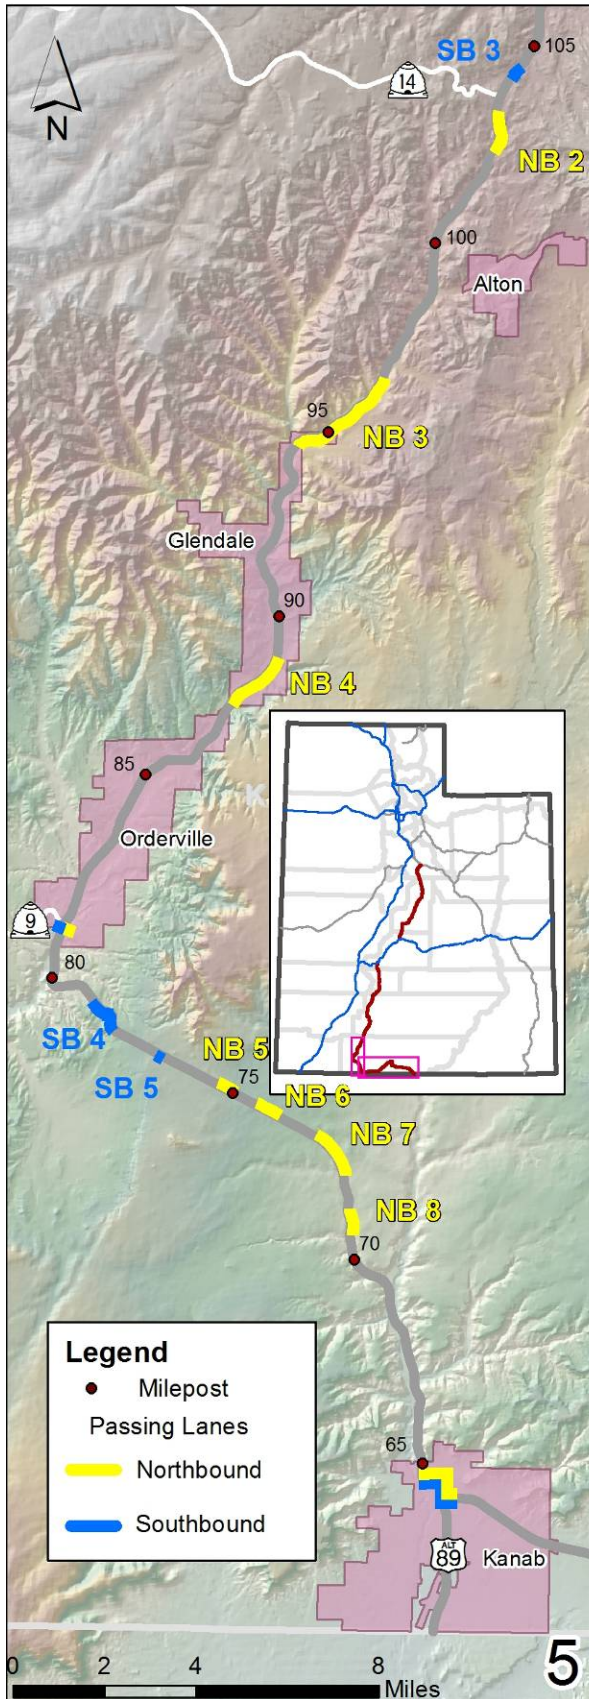 105
SB 3
14
N
NB 2
100
Alton
95
NB 3
Glendale
90
NB 4
85
K
Orderville
9
80
SB 4
NB 5
SB 5
75
NB 6
NB 7
NB 8
70
Legend
Milepost
Passing Lanes
Northbound
Southbound
65
ALT
89
Kanab
5
0 2 4 8
Miles